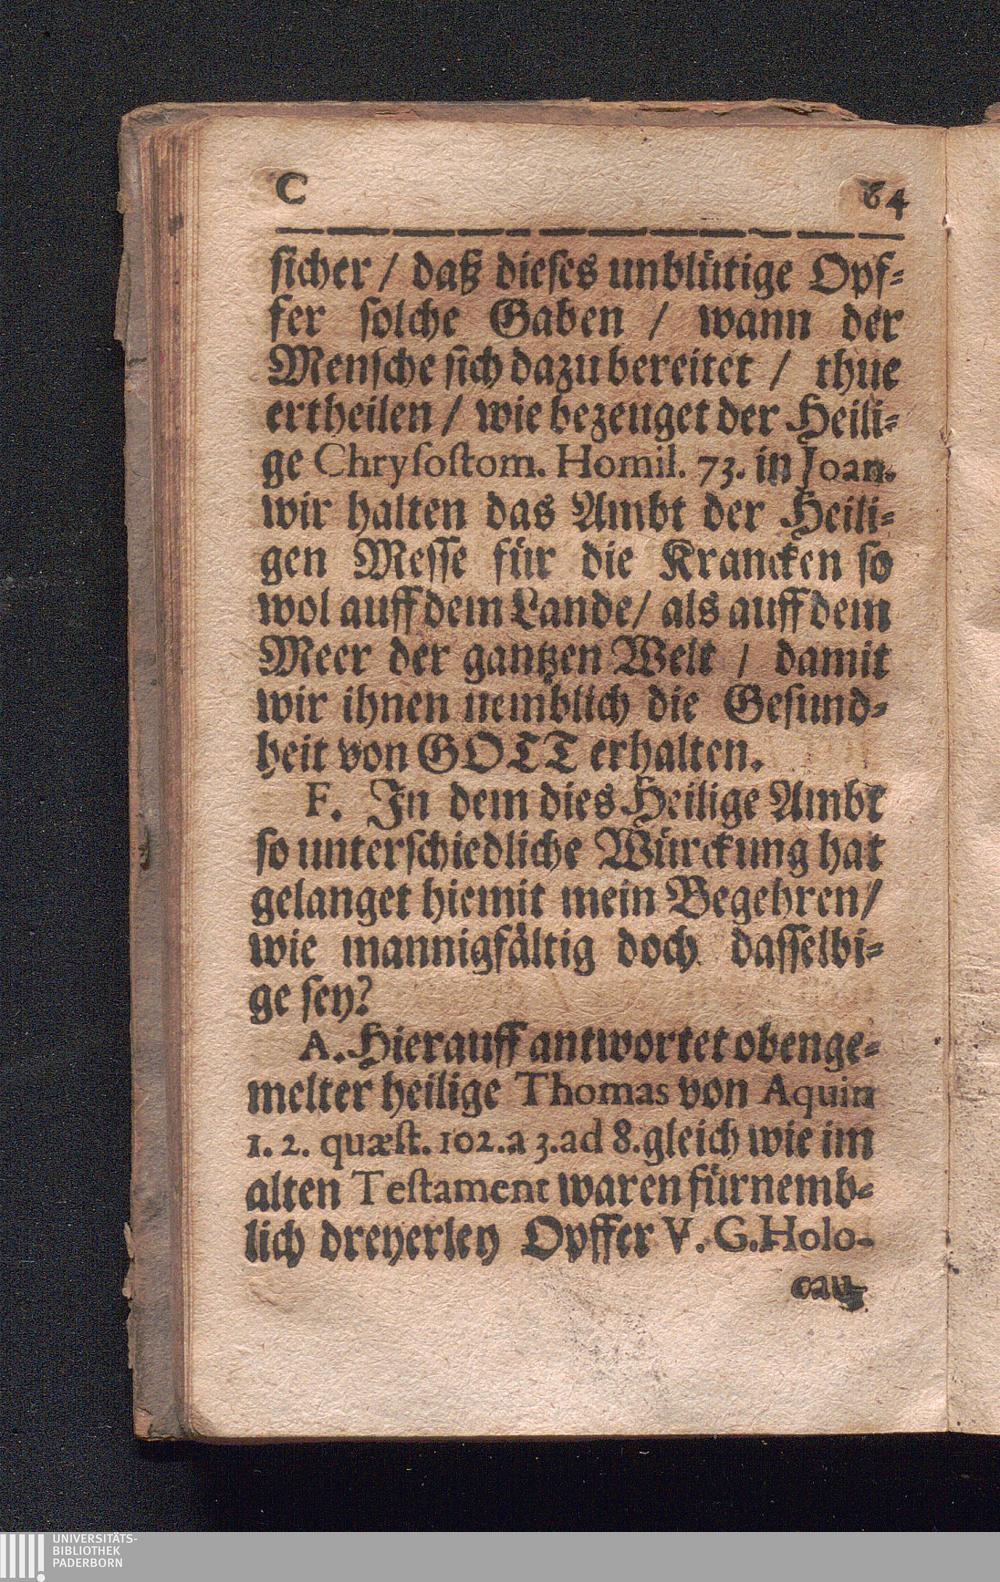 C 64
sicher / daß dieses unblütige Opf-
fer solche Gaben / wann der
Mensche sich dazu bereitet / thue
ertheilen / wie bezeuget der Heili-
ge Chrysostom. Homil. 73. in Joan.
wir halten das Ambt der Heili-
gen Messe für die Krancken so
wol auff dem Lande / als auff dem
Meer der gantzen Welt / damit
wir ihnen nemblich die Gesund-
heit von GOTT erhalten.
F. In dem dies Heilige Ambt
so unterschiedliche Würckung hat
gelanget hiemit mein Begehren /
wie mannigfältig doch dasselbi-
ge sey?
A. Hierauff antwortet obenge-
melter heilige Thomas von Aquin
1. 2. quæst. 102. a 3. ad 8. gleich wie im
alten Testament waren fürnemb-
lich dreyerley Opffer V. G. Holo-
cau-
UNIVERSITÄTS-
BIBLIOTHEK
PADERBORN